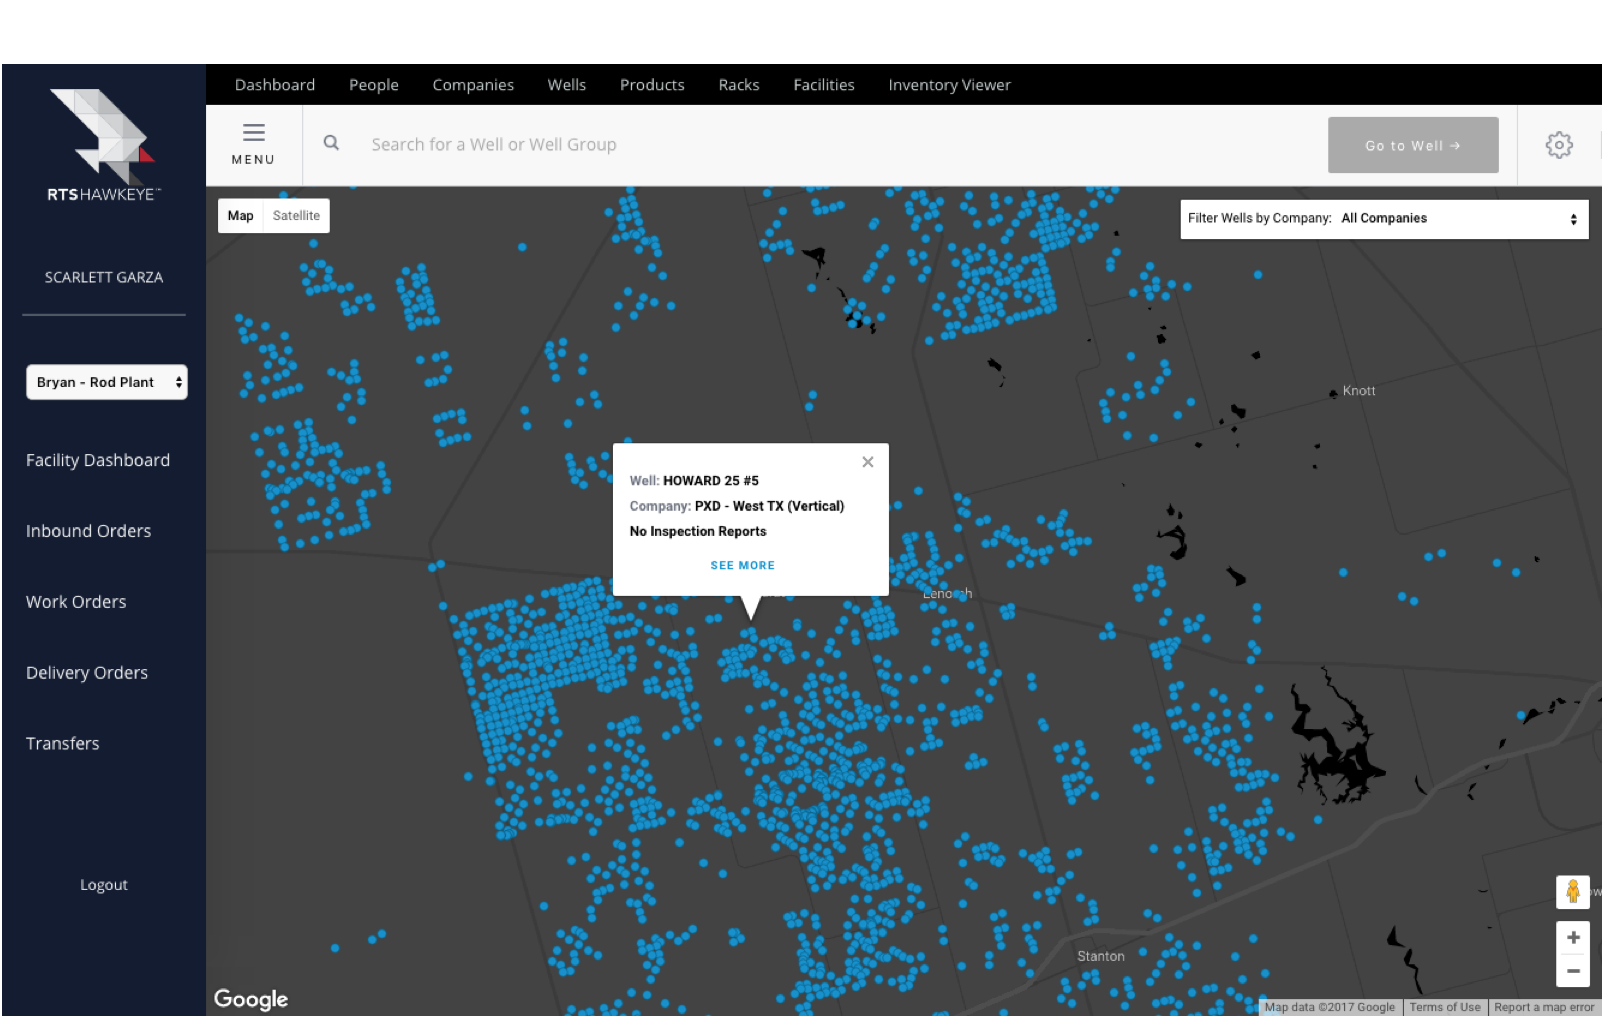 Dashboard People Companies Wells Products Racks Facilities Inventory Viewer
MENU
Search for a Well or Well Group
Go to Well →
RTSHAWKEYE™
SCARLETT GARZA
Bryan - Rod Plant
Facility Dashboard
Inbound Orders
Work Orders
Delivery Orders
Transfers
Logout
Map Satellite
Filter Wells by Company: All Companies
Knott
Well: HOWARD 25 #5
Company: PXD - West TX (Vertical)
No Inspection Reports
SEE MORE
Stanton
Google
Map data ©2017 Google Terms of Use Report a map error